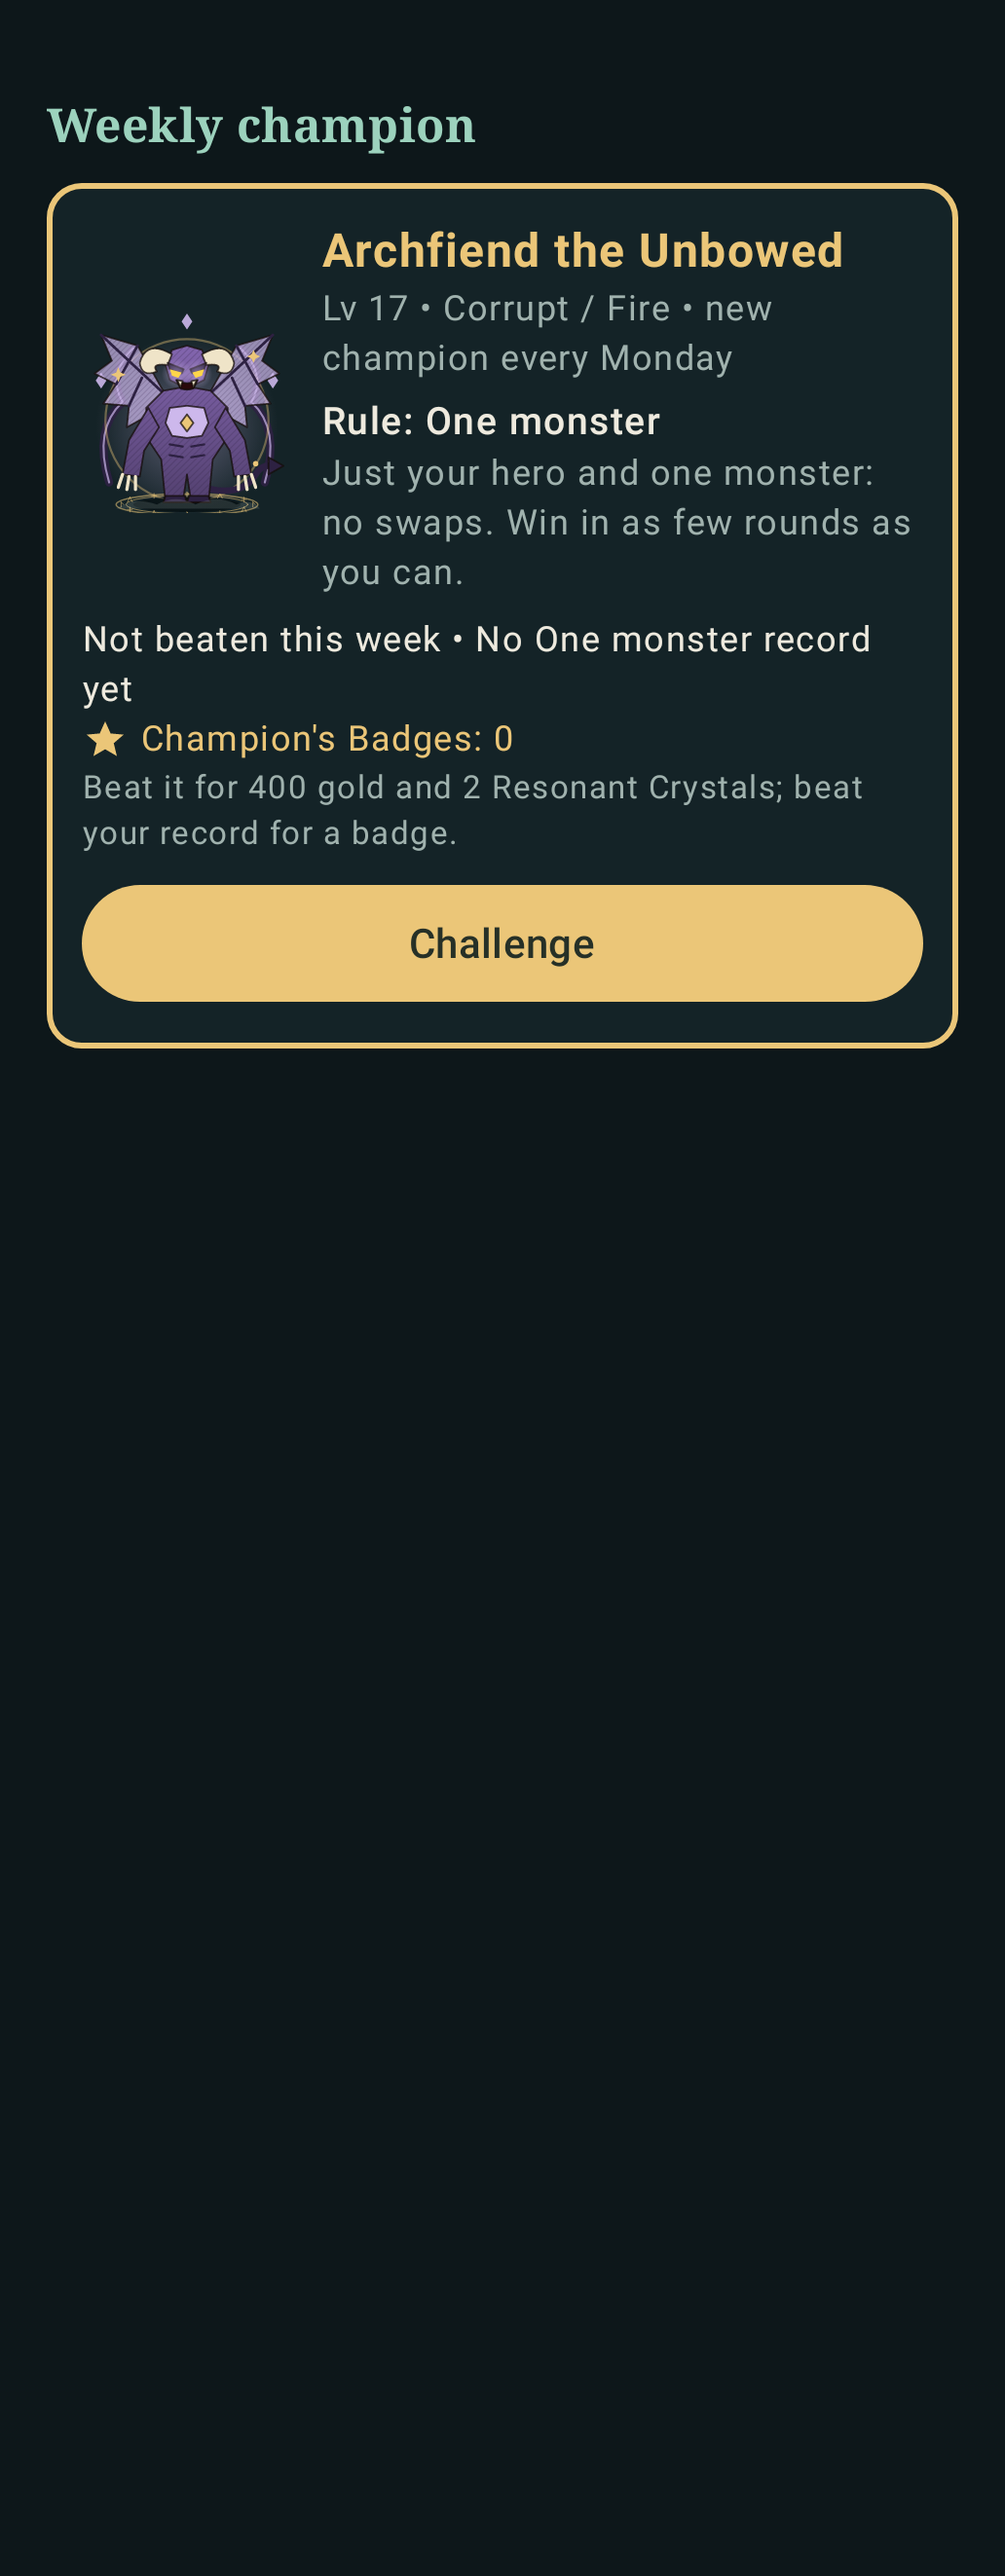 Weekly champion
Archfiend the Unbowed
Lv 17 • Corrupt / Fire • new
champion every Monday
Rule: One monster
Just your hero and one monster:
no swaps. Win in as few rounds as
you can.
Not beaten this week • No One monster record
yet
Champion's Badges: 0
Beat it for 400 gold and 2 Resonant Crystals; beat
your record for a badge.
Challenge